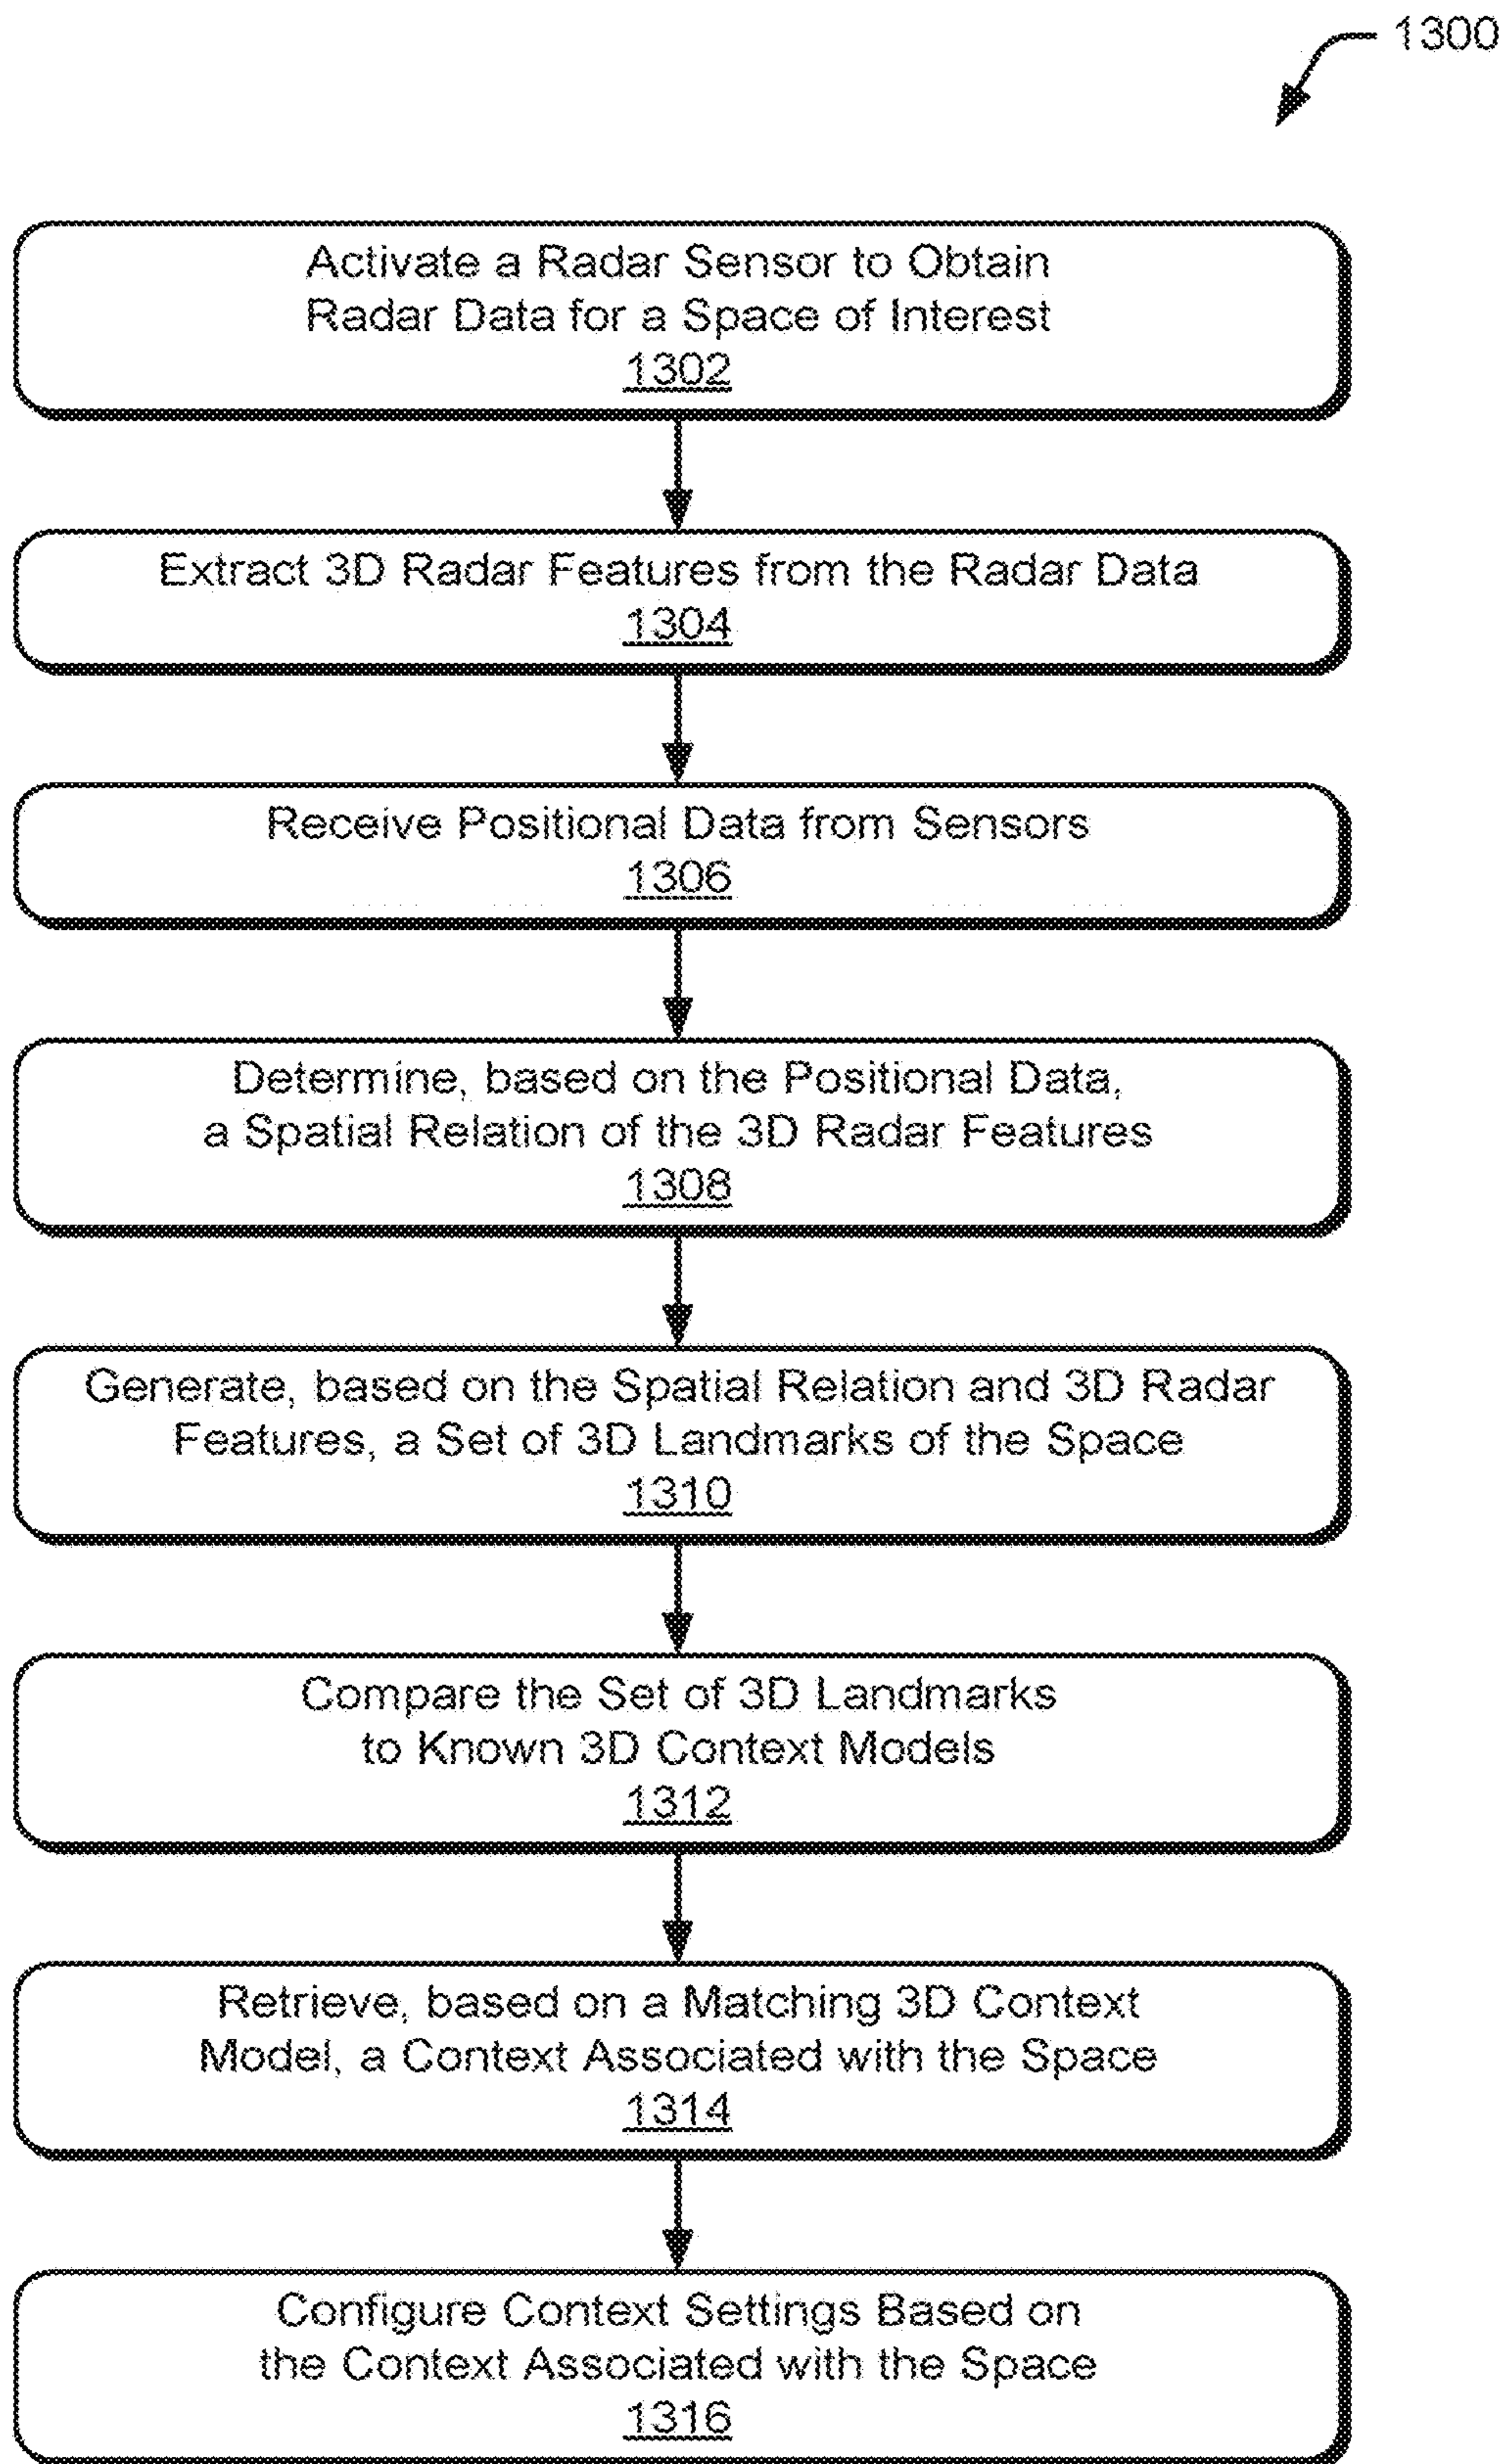 1300
Activate a Radar Sensor to Obtain
Radar Data for a Space of Interest
1302
Extract 3D Radar Features from the Radar Data
1304
Receive Positional Data from Sensors
1306
Determine, based on the Positional Data,
a Spatial Relation of the 3D Radar Features
1308
Generate, based on the Spatial Relation and 3D Radar
Features, a Set of 3D Landmarks of the Space
1310
Compare the Set of 3D Landmarks
to Known 3D Context Models
1312
Retrieve, based on a Matching 3D Context
Model, a Context Associated with the Space
1314
Configure Context Settings Based on
the Context Associated with the Space
1316